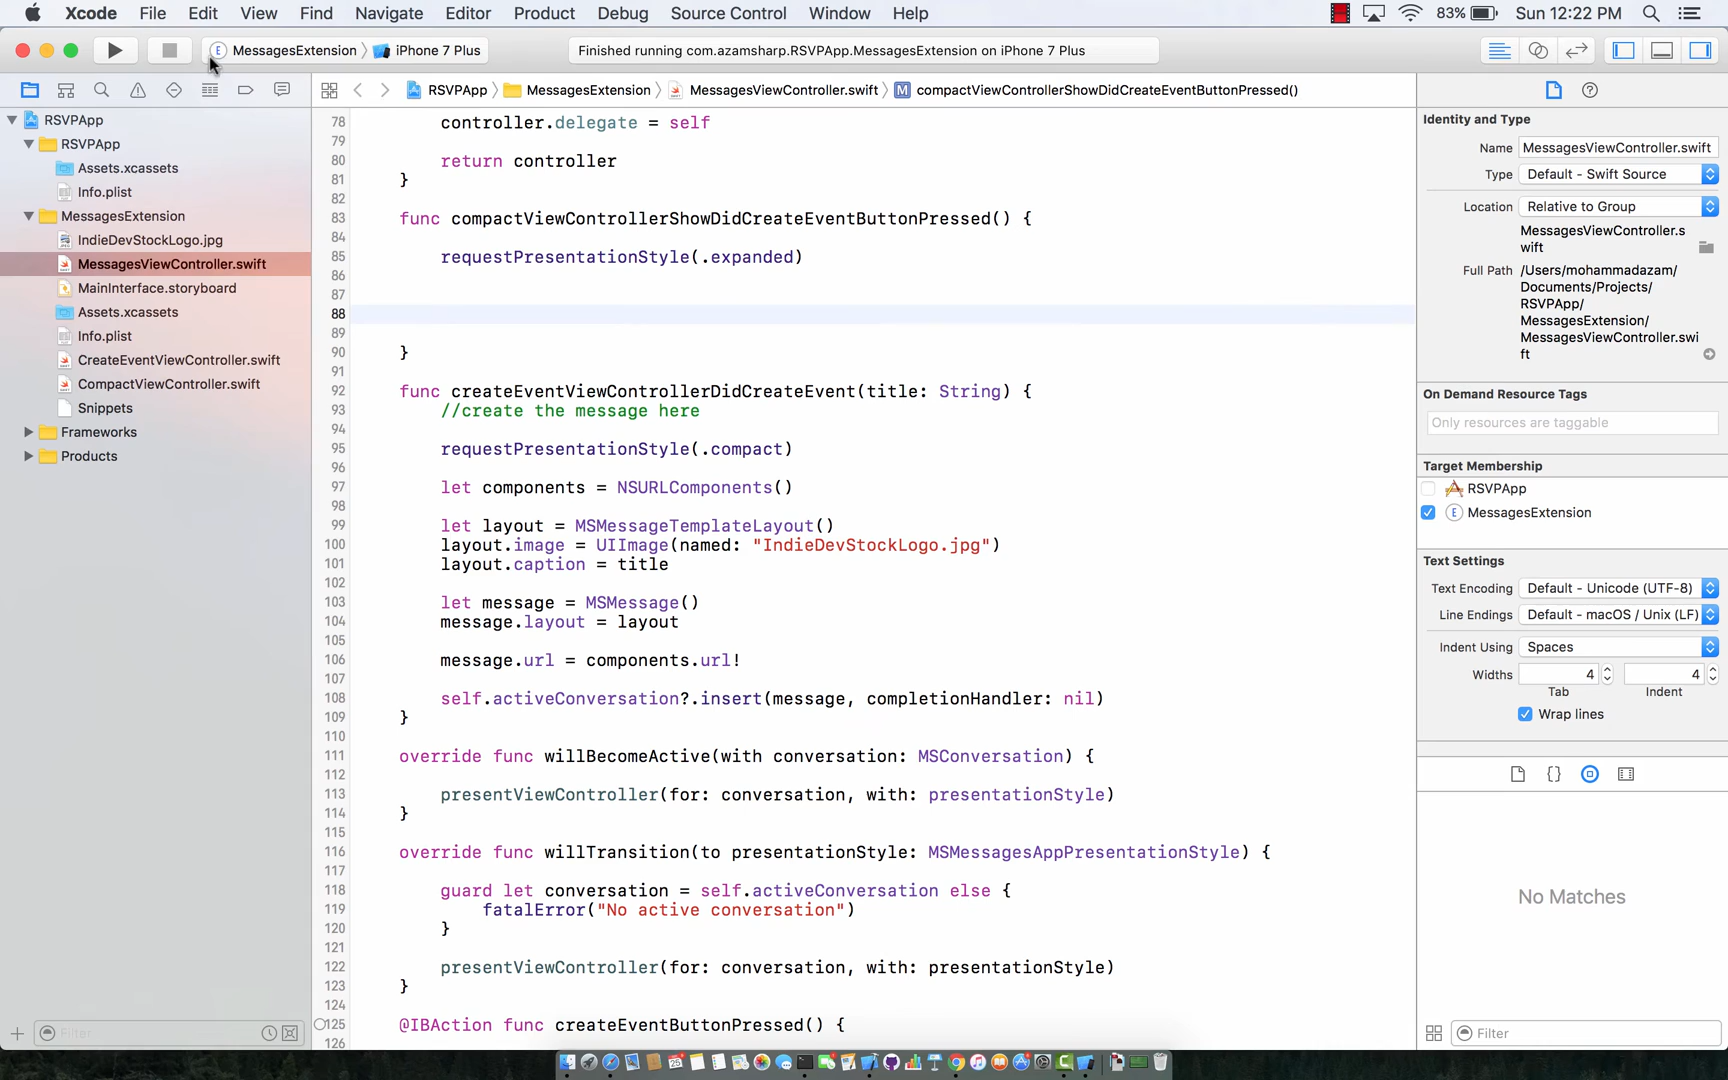 Xcode File Edit View Find Navigate Editor Product Debug Source Control Window Help 83% Sun 12:22 PM
MessagesExtension iPhone 7 Plus Finished running com.azamsharp.RSVPApp.MessagesExtension on iPhone 7 Plus
RSVPApp MessagesExtension MessagesViewController.swift M compactViewControllerShowDidCreateEventButtonPressed()
RSVPApp
RSVPApp
Assets.xcassets
Info.plist
MessagesExtension
IndieDevStockLogo.jpg
MessagesViewController.swift
MainInterface.storyboard
Assets.xcassets
Info.plist
CreateEventViewController.swift
CompactViewController.swift
Snippets
Frameworks
Products
Filter
78 controller.delegate = self
79
80 return controller
81 }
82
83 func compactViewControllerShowDidCreateEventButtonPressed() {
84
85 requestPresentationStyle(.expanded)
86
87
88
89
90 }
91
92 func createEventViewControllerDidCreateEvent(title: String) {
93 //create the message here
94
95 requestPresentationStyle(.compact)
96
97 let components = NSURLComponents()
98
99 let layout = MSMessageTemplateLayout()
100 layout.image = UIImage(named: "IndieDevStockLogo.jpg")
101 layout.caption = title
102
103 let message = MSMessage()
104 message.layout = layout
105
106 message.url = components.url!
107
108 self.activeConversation?.insert(message, completionHandler: nil)
109 }
110
111 override func willBecomeActive(with conversation: MSConversation) {
112
113 presentViewController(for: conversation, with: presentationStyle)
114 }
115
116 override func willTransition(to presentationStyle: MSMessagesAppPresentationStyle) {
117
118 guard let conversation = self.activeConversation else {
119 fatalError("No active conversation")
120 }
121
122 presentViewController(for: conversation, with: presentationStyle)
123 }
124
125 @IBAction func createEventButtonPressed() {
126
Identity and Type
Name MessagesViewController.swift
Type Default - Swift Source
Location Relative to Group
MessagesViewController.s
wift
Full Path /Users/mohammadazam/
Documents/Projects/
RSVPApp/
MessagesExtension/
MessagesViewController.swi
ft
On Demand Resource Tags
Only resources are taggable
Target Membership
RSVPApp
E MessagesExtension
Text Settings
Text Encoding Default - Unicode (UTF-8)
Line Endings Default - macOS / Unix (LF)
Indent Using Spaces
Widths 4 4
Tab Indent
Wrap lines
No Matches
Filter